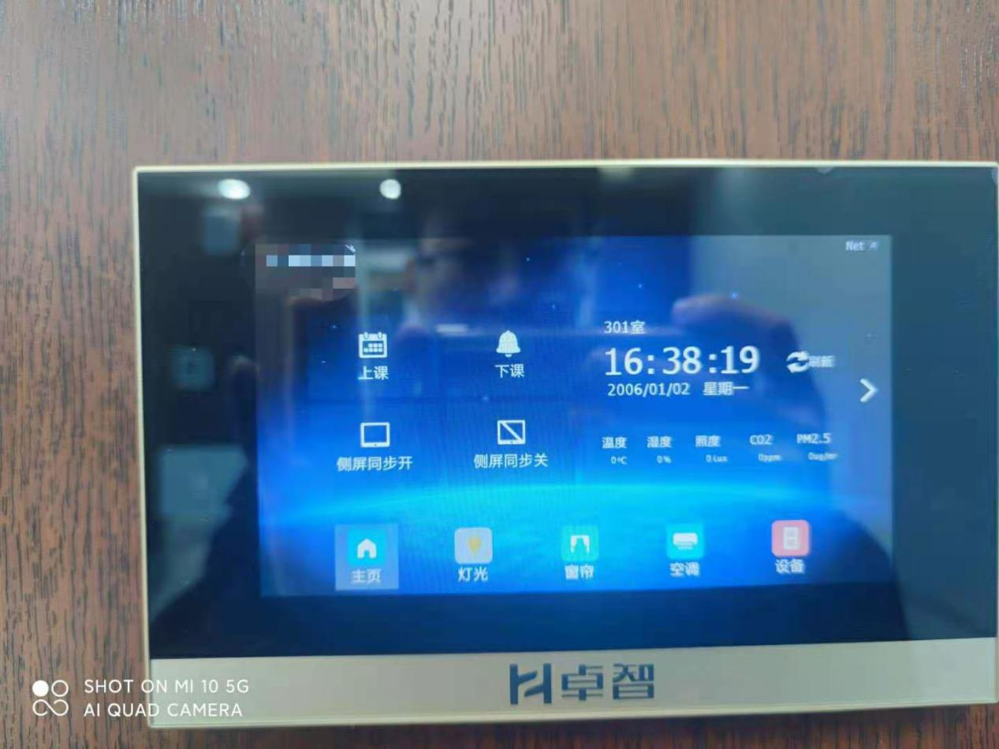 Net
301室
16:38:19
刷新
2006/01/02 星期一
上课
下课
侧屏同步开
侧屏同步关
温度 湿度 照度 CO2 PM2.5
0℃ 0% 0Lux 0ppm
主页 灯光 窗帘 空调 设备
卓智
SHOT ON MI 10 5G
AI QUAD CAMERA